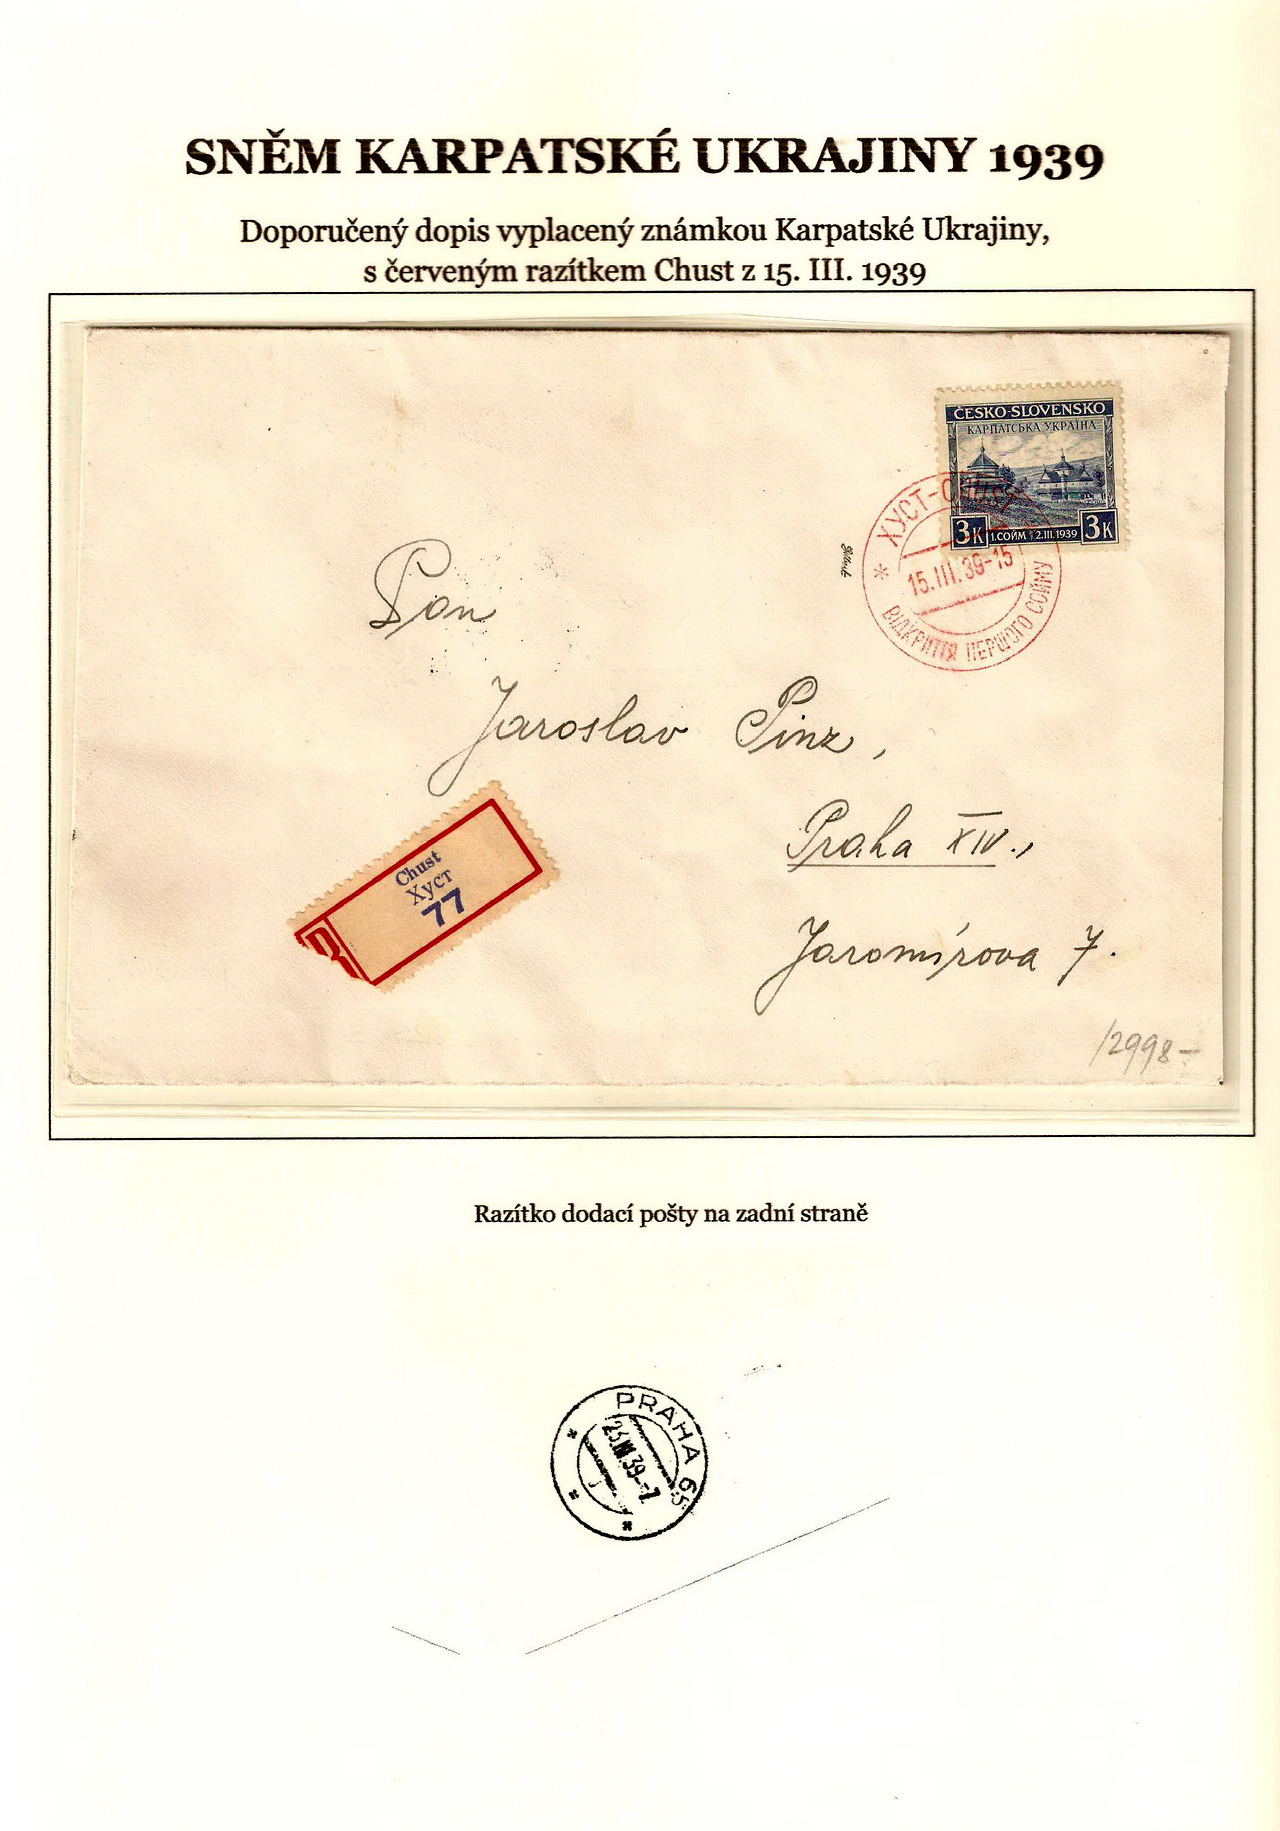 SNĚM KARPATSKÉ UKRAJINY 1939
Doporučený dopis vyplacený známkou Karpatské Ukrajiny,
s červeným razítkem Chust z 15. III. 1939
ČESKO-SLOVENSKO
КАРПАТСЬКА УКРАЇНА
3K 1.СОЙМ 2.III.1939 3K
ХУСТ-CHUST
15.III.39-15
ВІДКРИТТЯ ПЕРШОГО СОЙМУ
Pan
Jaroslav Pinz,
Praha XIV.,
Jaromírova 7.
R
Chust
Хуст
77
/2998-
Razítko dodací pošty na zadní straně
PRAHA 65
23.III.39-7